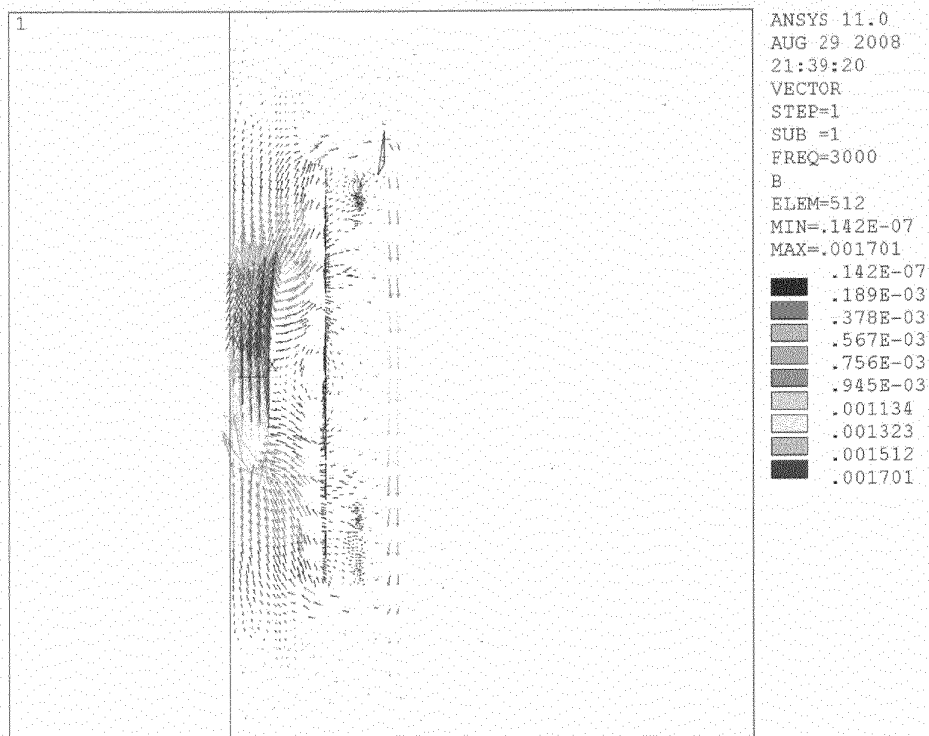 1
ANSYS 11.0
AUG 29 2008
21:39:20
VECTOR
STEP=1
SUB =1
FREQ=3000
B
ELEM=512
MIN=.142E-07
MAX=.001701
.142E-07
.189E-03
.378E-03
.567E-03
.756E-03
.945E-03
.001134
.001323
.001512
.001701